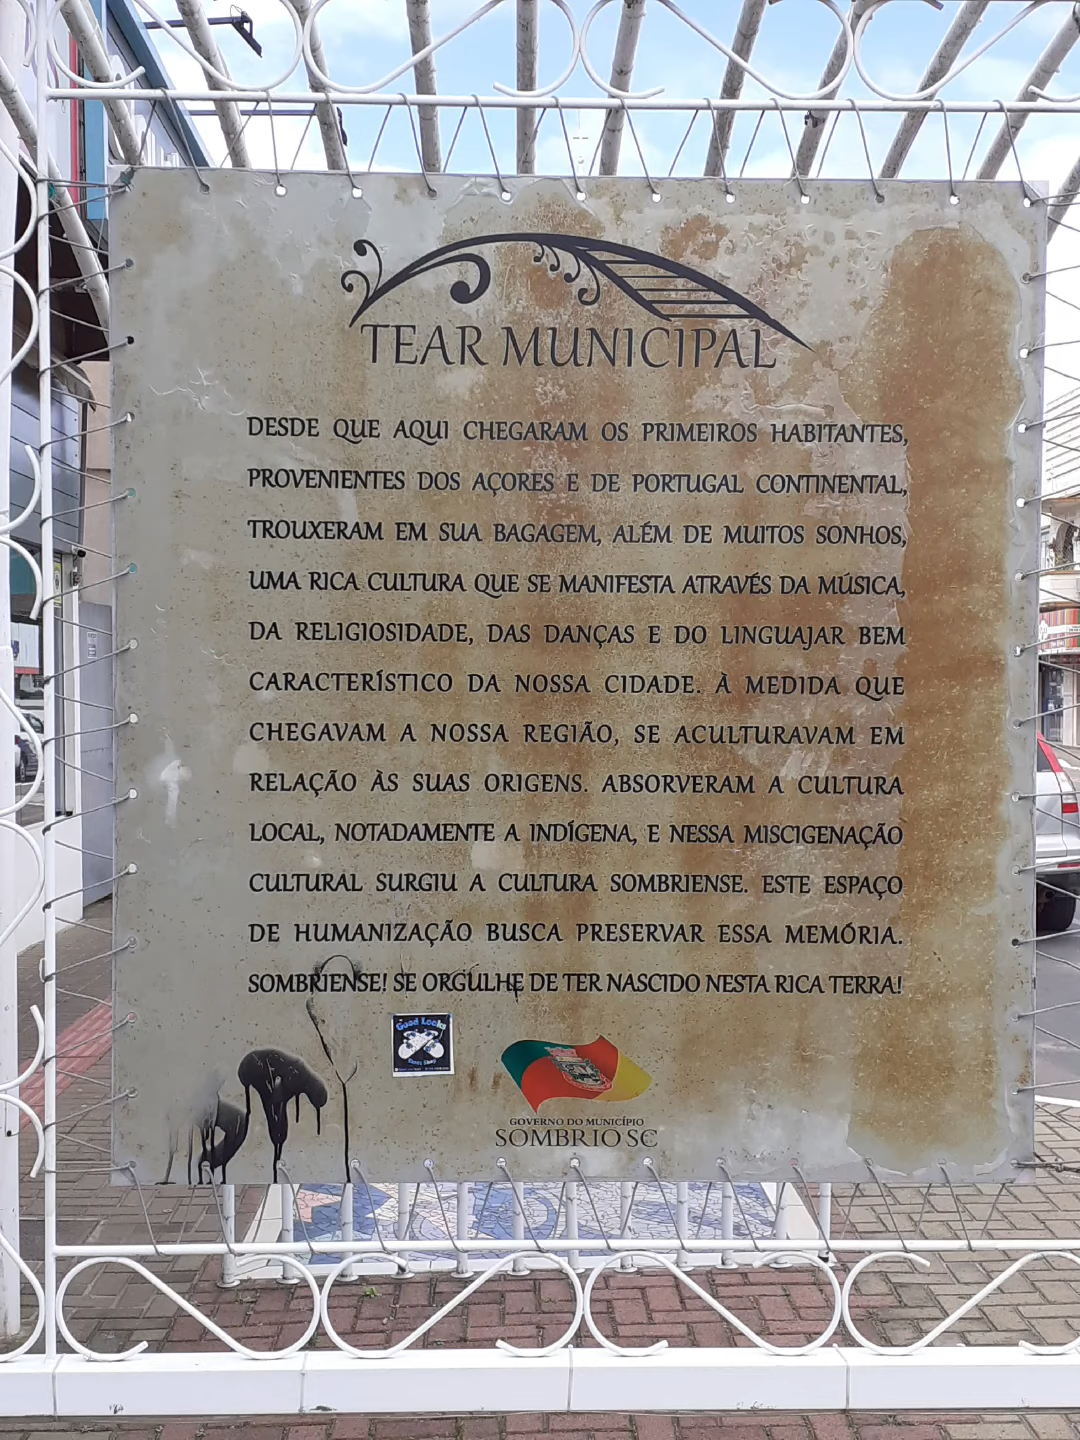 TEAR MUNICIPAL
DESDE QUE AQUI CHEGARAM OS PRIMEIROS HABITANTES,
PROVENIENTES DOS AÇORES E DE PORTUGAL CONTINENTAL,
TROUXERAM EM SUA BAGAGEM, ALÉM DE MUITOS SONHOS,
UMA RICA CULTURA QUE SE MANIFESTA ATRAVÉS DA MÚSICA,
DA RELIGIOSIDADE, DAS DANÇAS E DO LINGUAJAR BEM
CARACTERÍSTICO DA NOSSA CIDADE. À MEDIDA QUE
CHEGAVAM A NOSSA REGIÃO, SE ACULTURAVAM EM
RELAÇÃO ÀS SUAS ORIGENS. ABSORVERAM A CULTURA
LOCAL, NOTADAMENTE A INDÍGENA, E NESSA MISCIGENAÇÃO
CULTURAL SURGIU A CULTURA SOMBRIENSE. ESTE ESPAÇO
DE HUMANIZAÇÃO BUSCA PRESERVAR ESSA MEMÓRIA.
SOMBRIENSE! SE ORGULHE DE TER NASCIDO NESTA RICA TERRA!
Good Locks
GOVERNO DO MUNICÍPIO
SOMBRIO SC